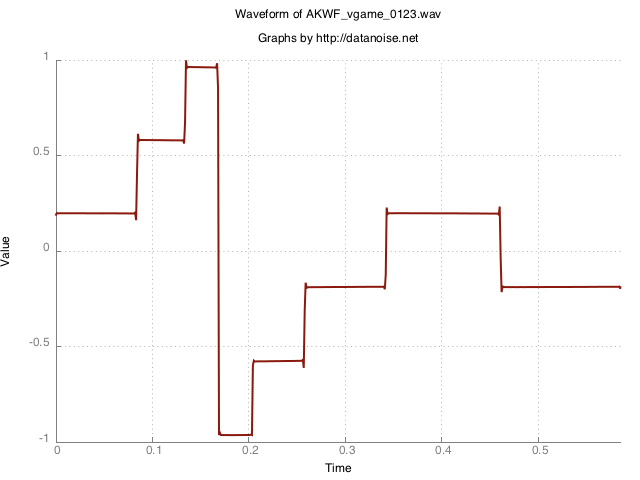 Waveform of AKWF_vgame_0123.wav
Graphs by http://datanoise.net
1
0.5
0
-0.5
-1
Value
0 0.1 0.2 0.3 0.4 0.5
Time